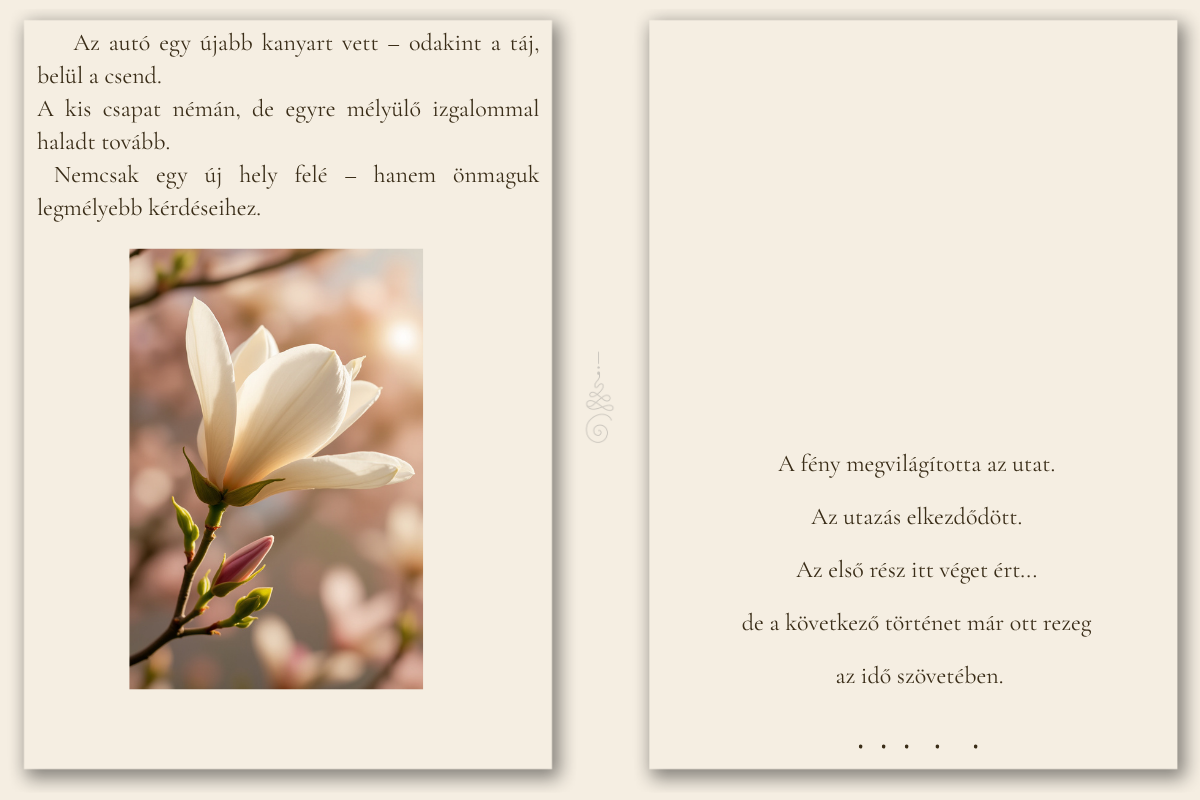 Az autó egy újabb kanyart vett – odakint a táj,
belül a csend.
A kis csapat némán, de egyre mélyülő izgalommal
haladt tovább.
Nemcsak egy új hely felé – hanem önmaguk
legmélyebb kérdéseihez.
A fény megvilágította az utat.
Az utazás elkezdődött.
Az első rész itt véget ért...
de a következő történet már ott rezeg
az idő szövetében.
. . . . .